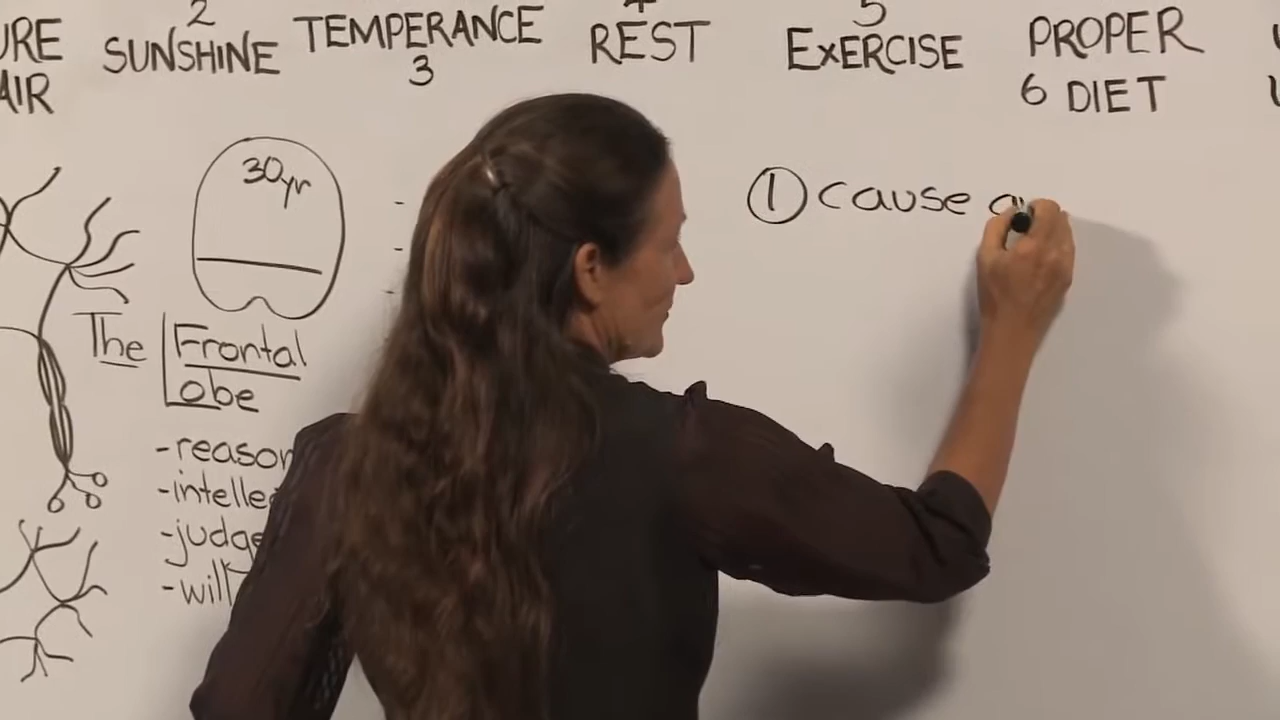 URE
AIR
2
SUNSHINE
TEMPERANCE
3
4
REST
5
ExERCISE
PROPER
6 DIET
30yr
The Frontal
Lobe
-reason
-intelle
-judge
-will
① cause a